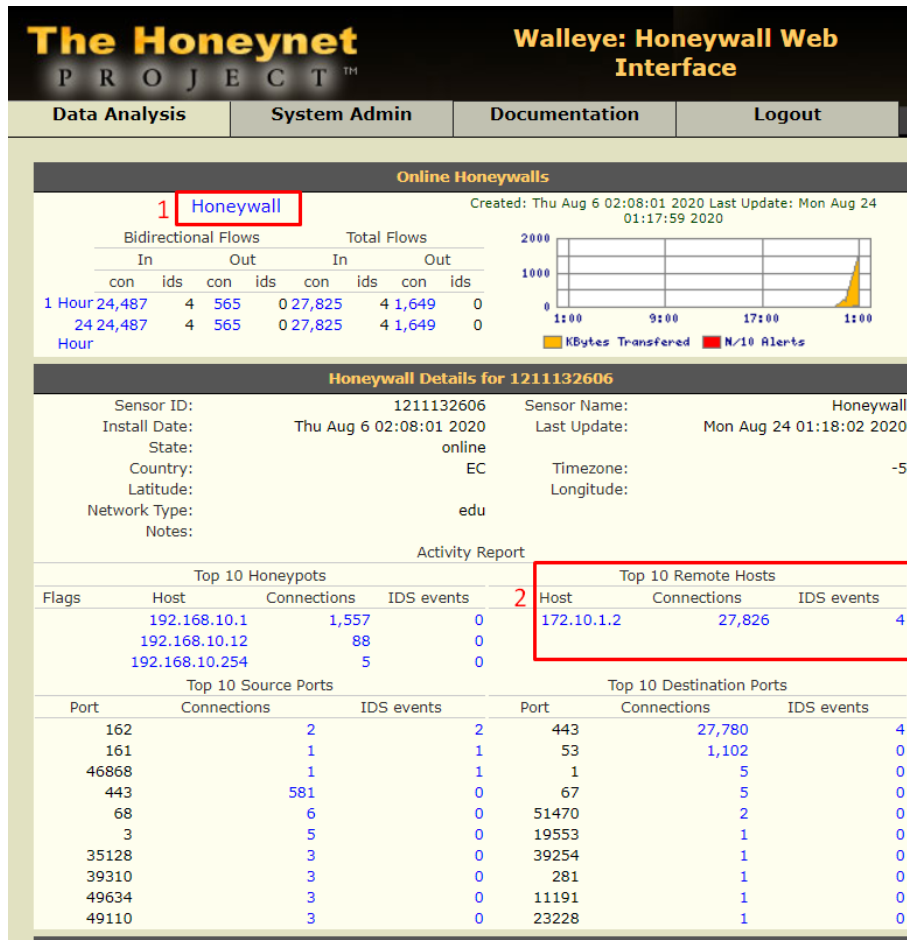 The Honeynet
PROJECT™
Walleye: Honeywall Web
Interface
Data Analysis System Admin Documentation Logout
Online Honeywalls
1 Honeywall
Created: Thu Aug 6 02:08:01 2020 Last Update: Mon Aug 24
01:17:59 2020
Bidirectional Flows Total Flows
In Out In Out
con ids con ids con ids con ids
1 Hour 24,487 4 565 0 27,825 4 1,649 0
24 24,487 4 565 0 27,825 4 1,649 0
Hour
2000
1000
0
1:00 9:00 17:00 1:00
KBytes Transfered N/10 Alerts
Honeywall Details for 1211132606
Sensor ID: 1211132606 Sensor Name: Honeywall
Install Date: Thu Aug 6 02:08:01 2020 Last Update: Mon Aug 24 01:18:02 2020
State: online
Country: EC Timezone: -5
Latitude: Longitude:
Network Type: edu
Notes:
Activity Report
Top 10 Honeypots
Flags Host Connections IDS events
192.168.10.1 1,557 0
192.168.10.12 88 0
192.168.10.254 5 0
Top 10 Remote Hosts
2 Host Connections IDS events
172.10.1.2 27,826 4
Top 10 Source Ports
Port Connections IDS events
162 2 2
161 1 1
46868 1 1
443 581 0
68 6 0
3 5 0
35128 3 0
39310 3 0
49634 3 0
49110 3 0
Top 10 Destination Ports
Port Connections IDS events
443 27,780 4
53 1,102 0
1 5 0
67 5 0
51470 2 0
19553 1 0
39254 1 0
281 1 0
11191 1 0
23228 1 0